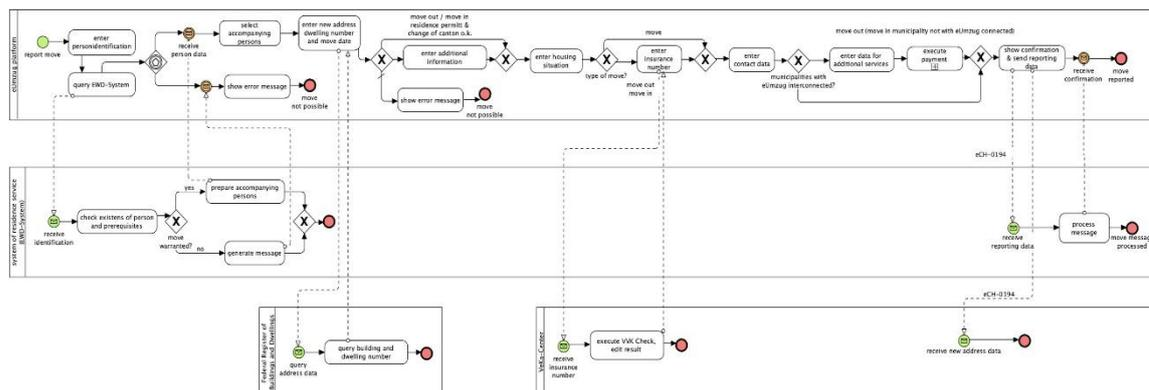 eUmzug platform
report move
enter
personidentification
query EWD-System
receive
person data
select
accompanying
persons
show error message
move
not possible
enter new address
dwelling number
and move date
move out / move in
residence permitt &
change of canton o.k.
enter additional
information
show error message
move
not possible
enter housing
situation
move
type of move?
enter
insurance
number
move out
move in
enter
contact data
municipalities with
eUmzug interconnected?
move out (move in municipality not with eUmzug connected)
enter data for
additional services
execute
payment
show confirmation
& send reporting
data
receive
confirmation
move
reported
eCH-0194
system of residence service
(EWD-System)
receive
identification
check existens of person
and prerequisites
move
warranted?
yes
no
prepare accompanying
persons
generate message
receive
reporting data
process
message
move message
processed
Federal Register of
Buildings and Dwellings
query
address data
query building and
dwelling number
VeKa-Center
receive
insurance
number
execute VVK Check,
edit result
eCH-0194
receive new address data